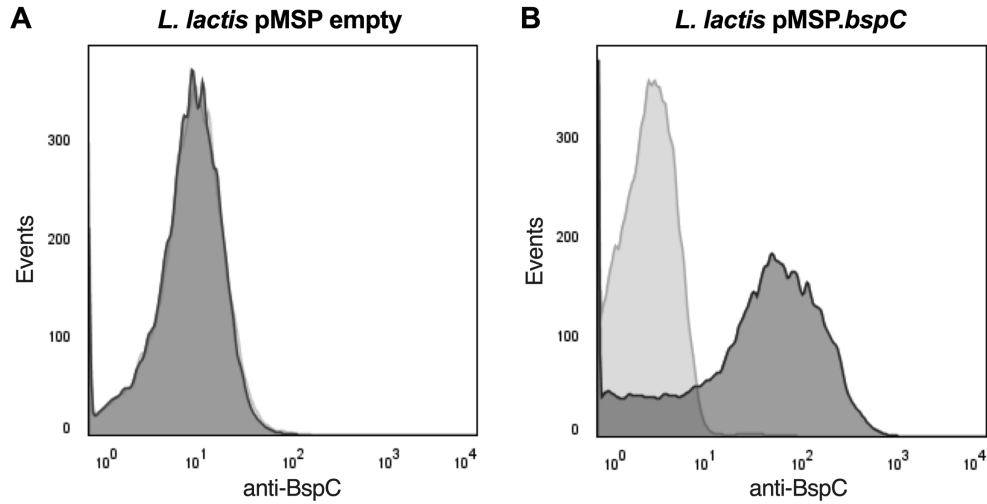 A
L. lactis pMSP empty
Events
300
200
100
0
10^0
10^1
10^2
10^3
10^4
anti-BspC
B
L. lactis pMSP.bspC
Events
300
200
100
0
10^0
10^1
10^2
10^3
10^4
anti-BspC